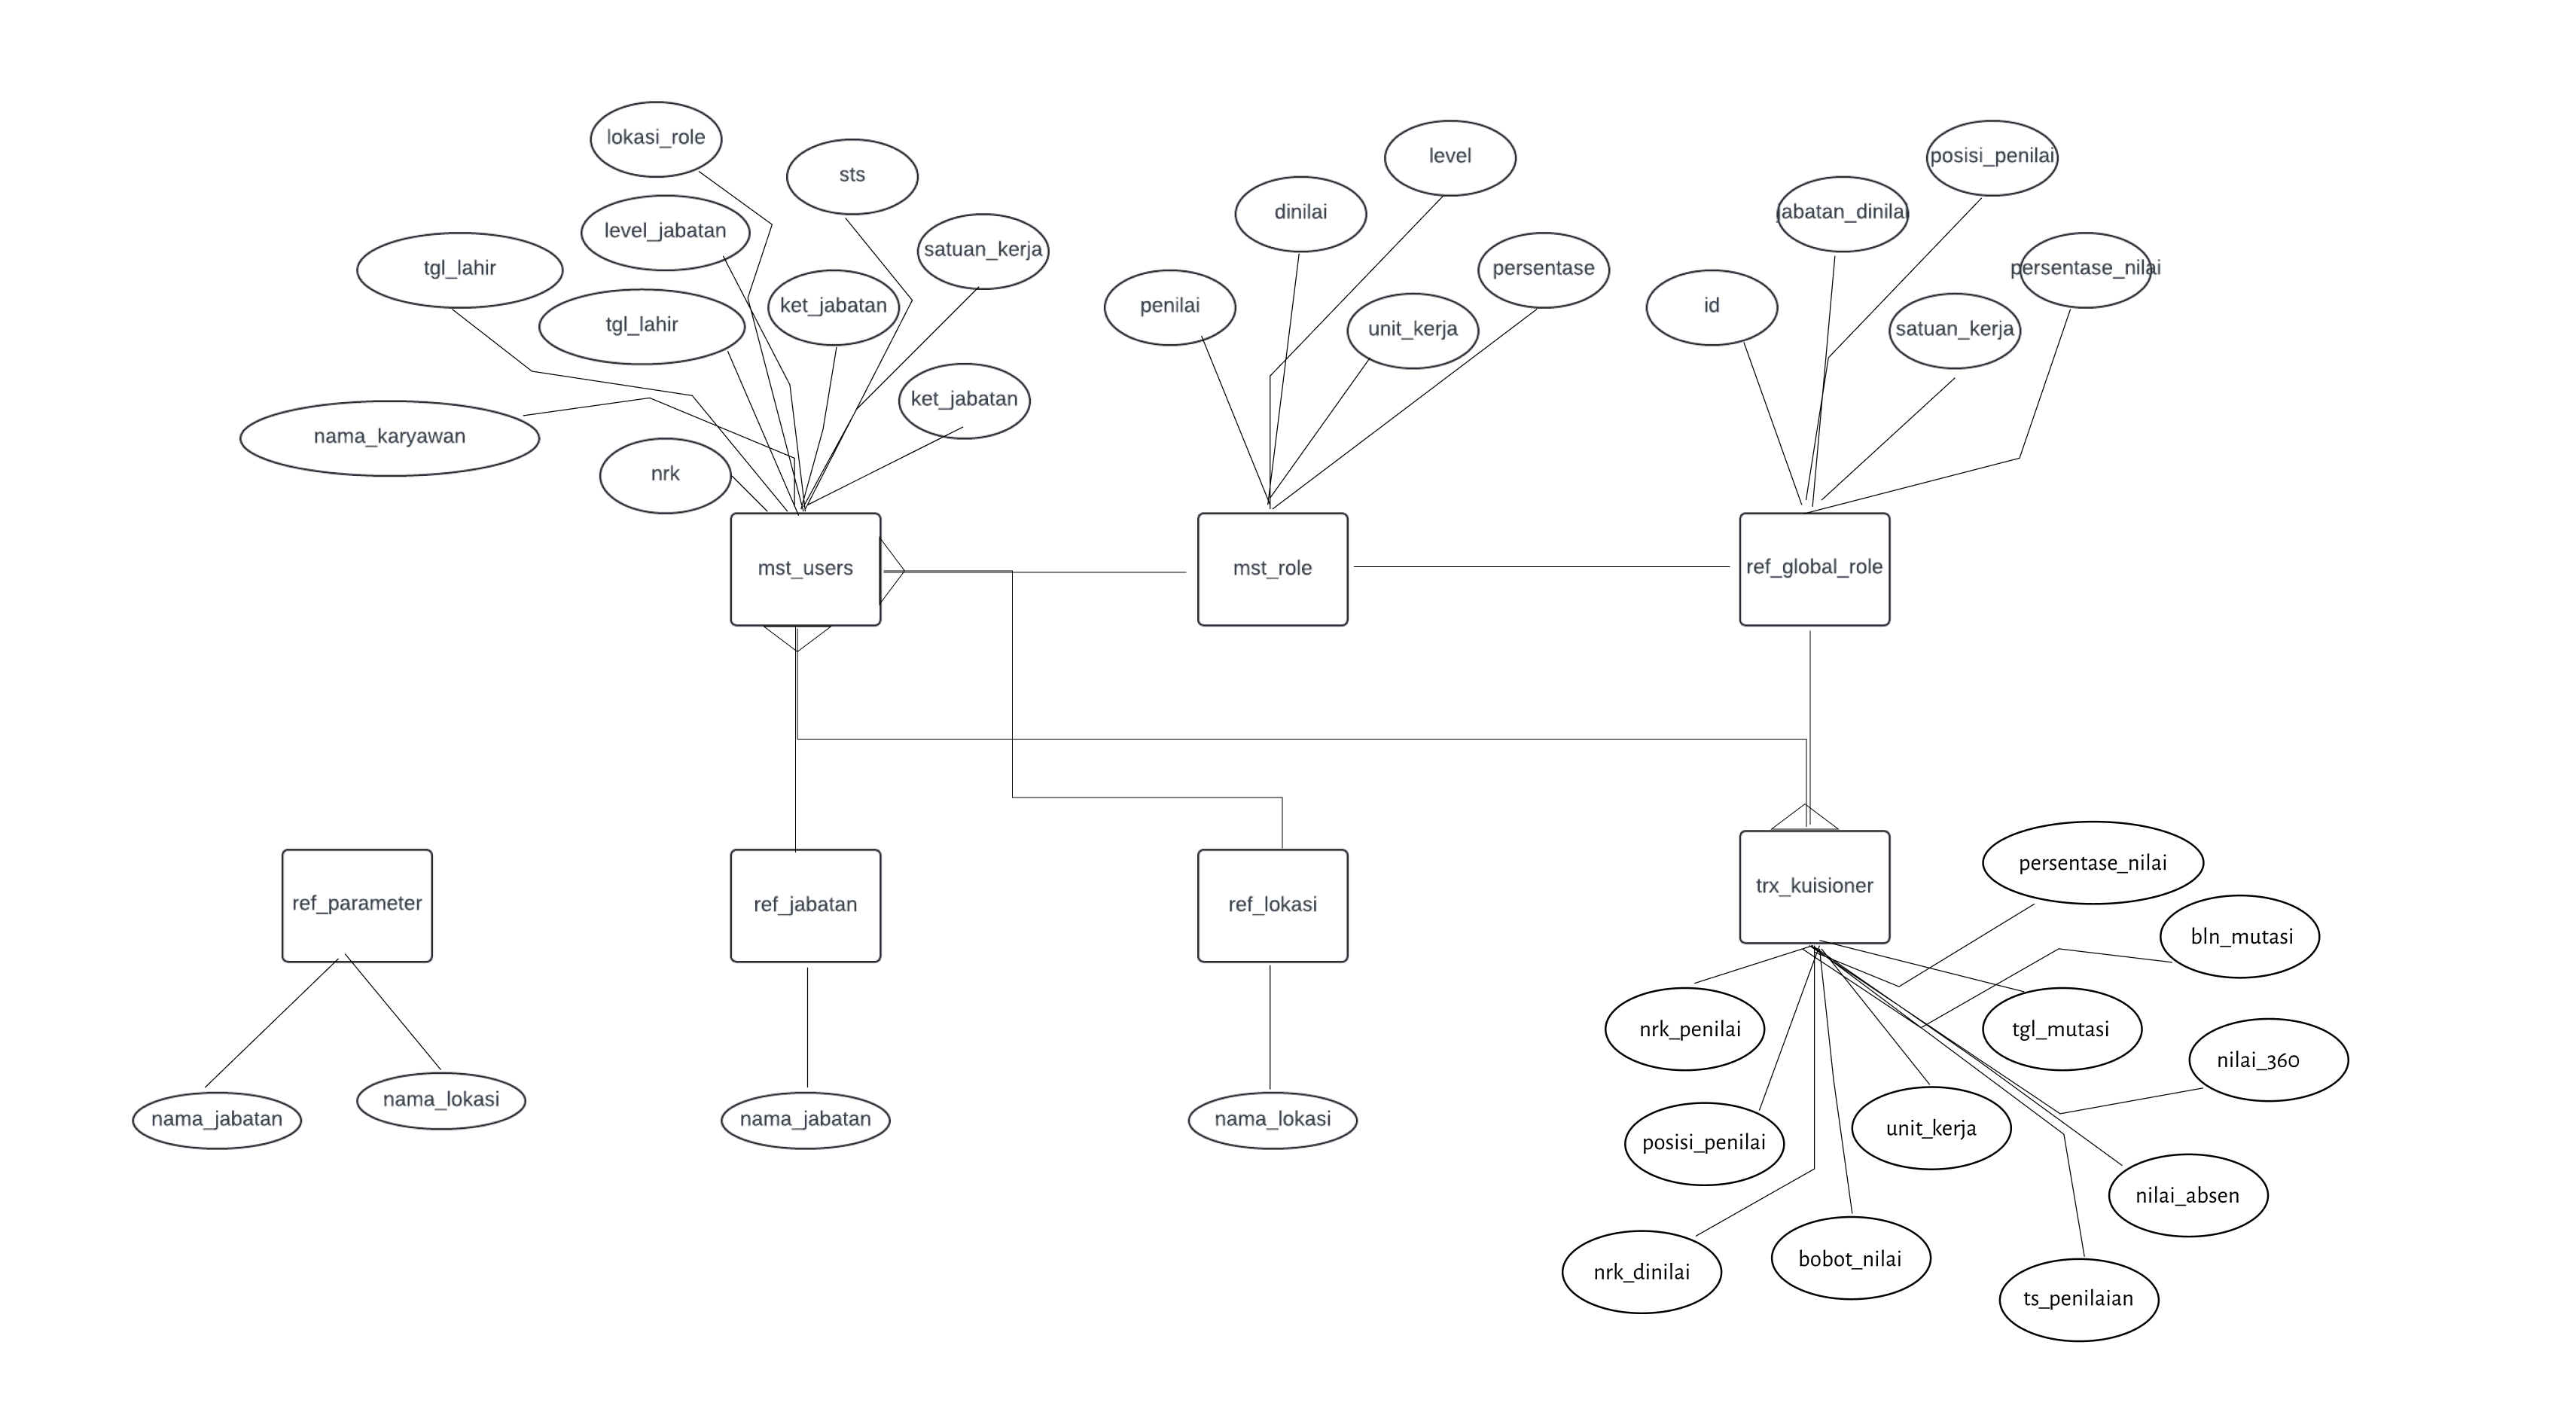 lokasi_role
sts
level_jabatan
satuan_kerja
tgl_lahir
tgl_lahir
ket_jabatan
ket_jabatan
nama_karyawan
nrk
level
dinilai
penilai
persentase
unit_kerja
posisi_penilai
jabatan_dinilai
persentase_nilai
id
satuan_kerja
mst_users
mst_role
ref_global_role
ref_parameter
ref_jabatan
ref_lokasi
trx_kuisioner
nama_jabatan
nama_lokasi
nama_jabatan
nama_lokasi
persentase_nilai
bln_mutasi
nrk_penilai
tgl_mutasi
nilai_360
posisi_penilai
unit_kerja
nilai_absen
nrk_dinilai
bobot_nilai
ts_penilaian